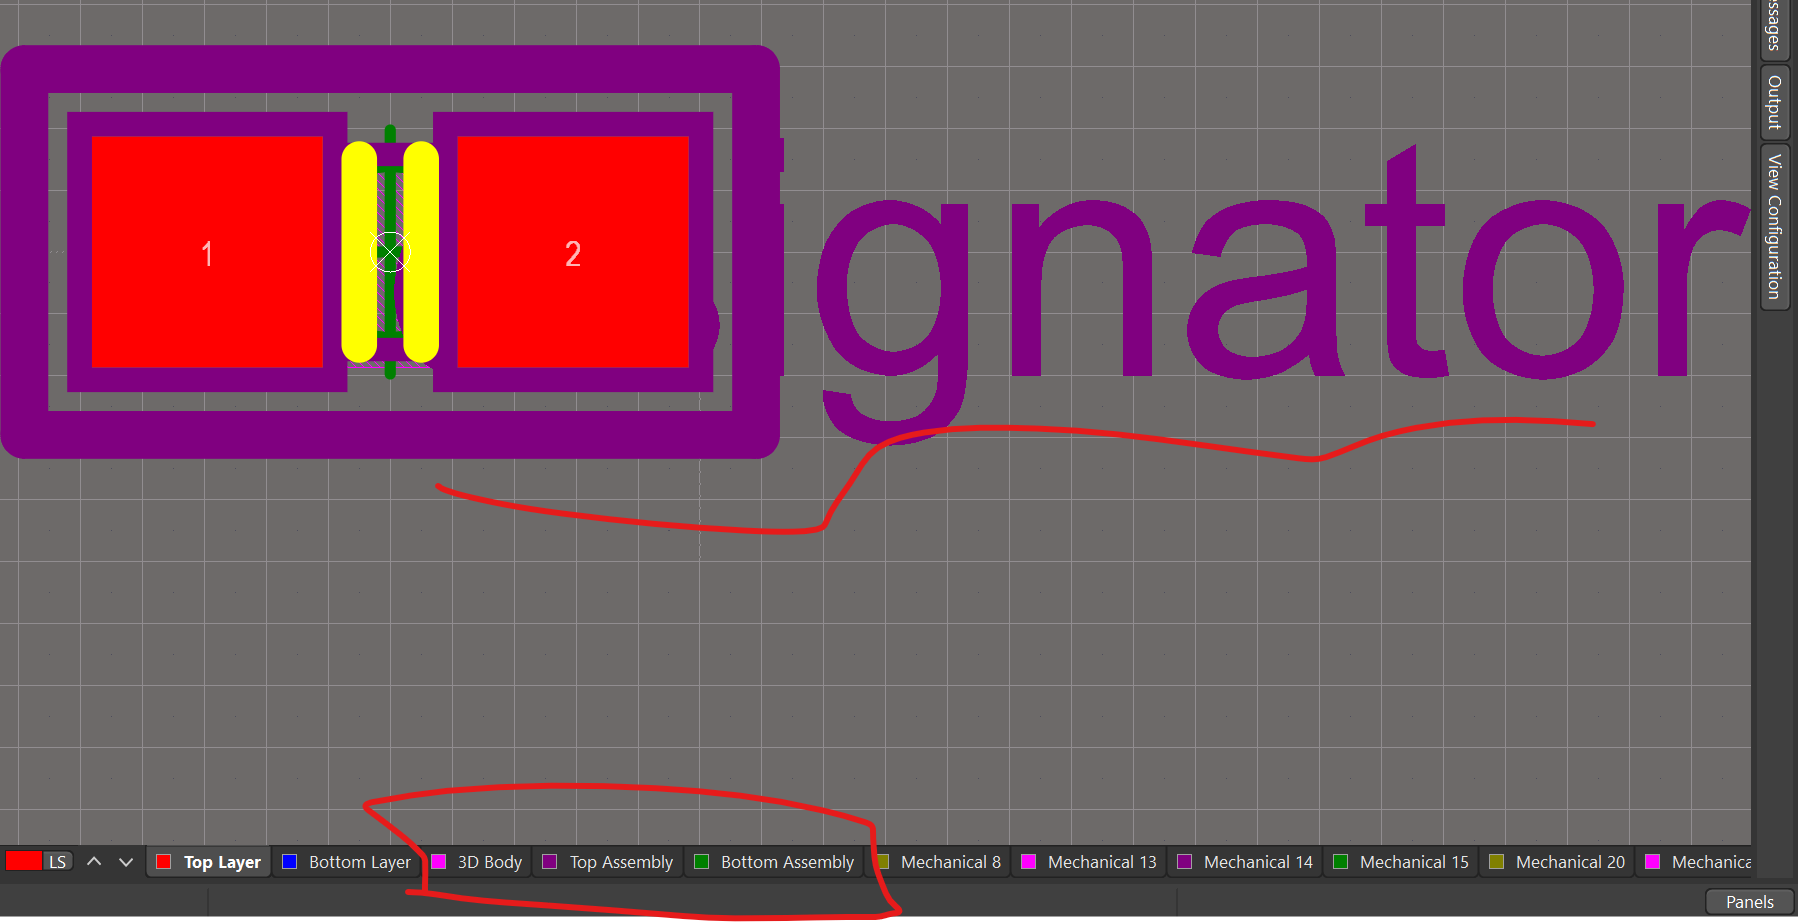 ssages
Output
View Configuration
1
2
gnator
LS
Top Layer
Bottom Layer
3D Body
Top Assembly
Bottom Assembly
Mechanical 8
Mechanical 13
Mechanical 14
Mechanical 15
Mechanical 20
Mechanica
Panels